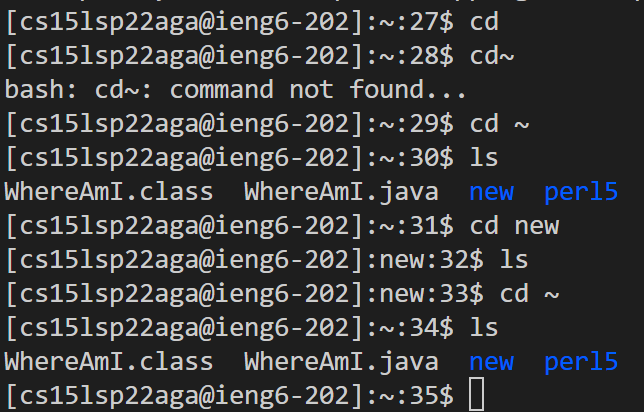 [cs15lsp22aga@ieng6-202]:~:27$ cd
[cs15lsp22aga@ieng6-202]:~:28$ cd~
bash: cd~: command not found...
[cs15lsp22aga@ieng6-202]:~:29$ cd ~
[cs15lsp22aga@ieng6-202]:~:30$ ls
WhereAmI.class  WhereAmI.java  new  perl5
[cs15lsp22aga@ieng6-202]:~:31$ cd new
[cs15lsp22aga@ieng6-202]:new:32$ ls
[cs15lsp22aga@ieng6-202]:new:33$ cd ~
[cs15lsp22aga@ieng6-202]:~:34$ ls
WhereAmI.class  WhereAmI.java  new  perl5
[cs15lsp22aga@ieng6-202]:~:35$